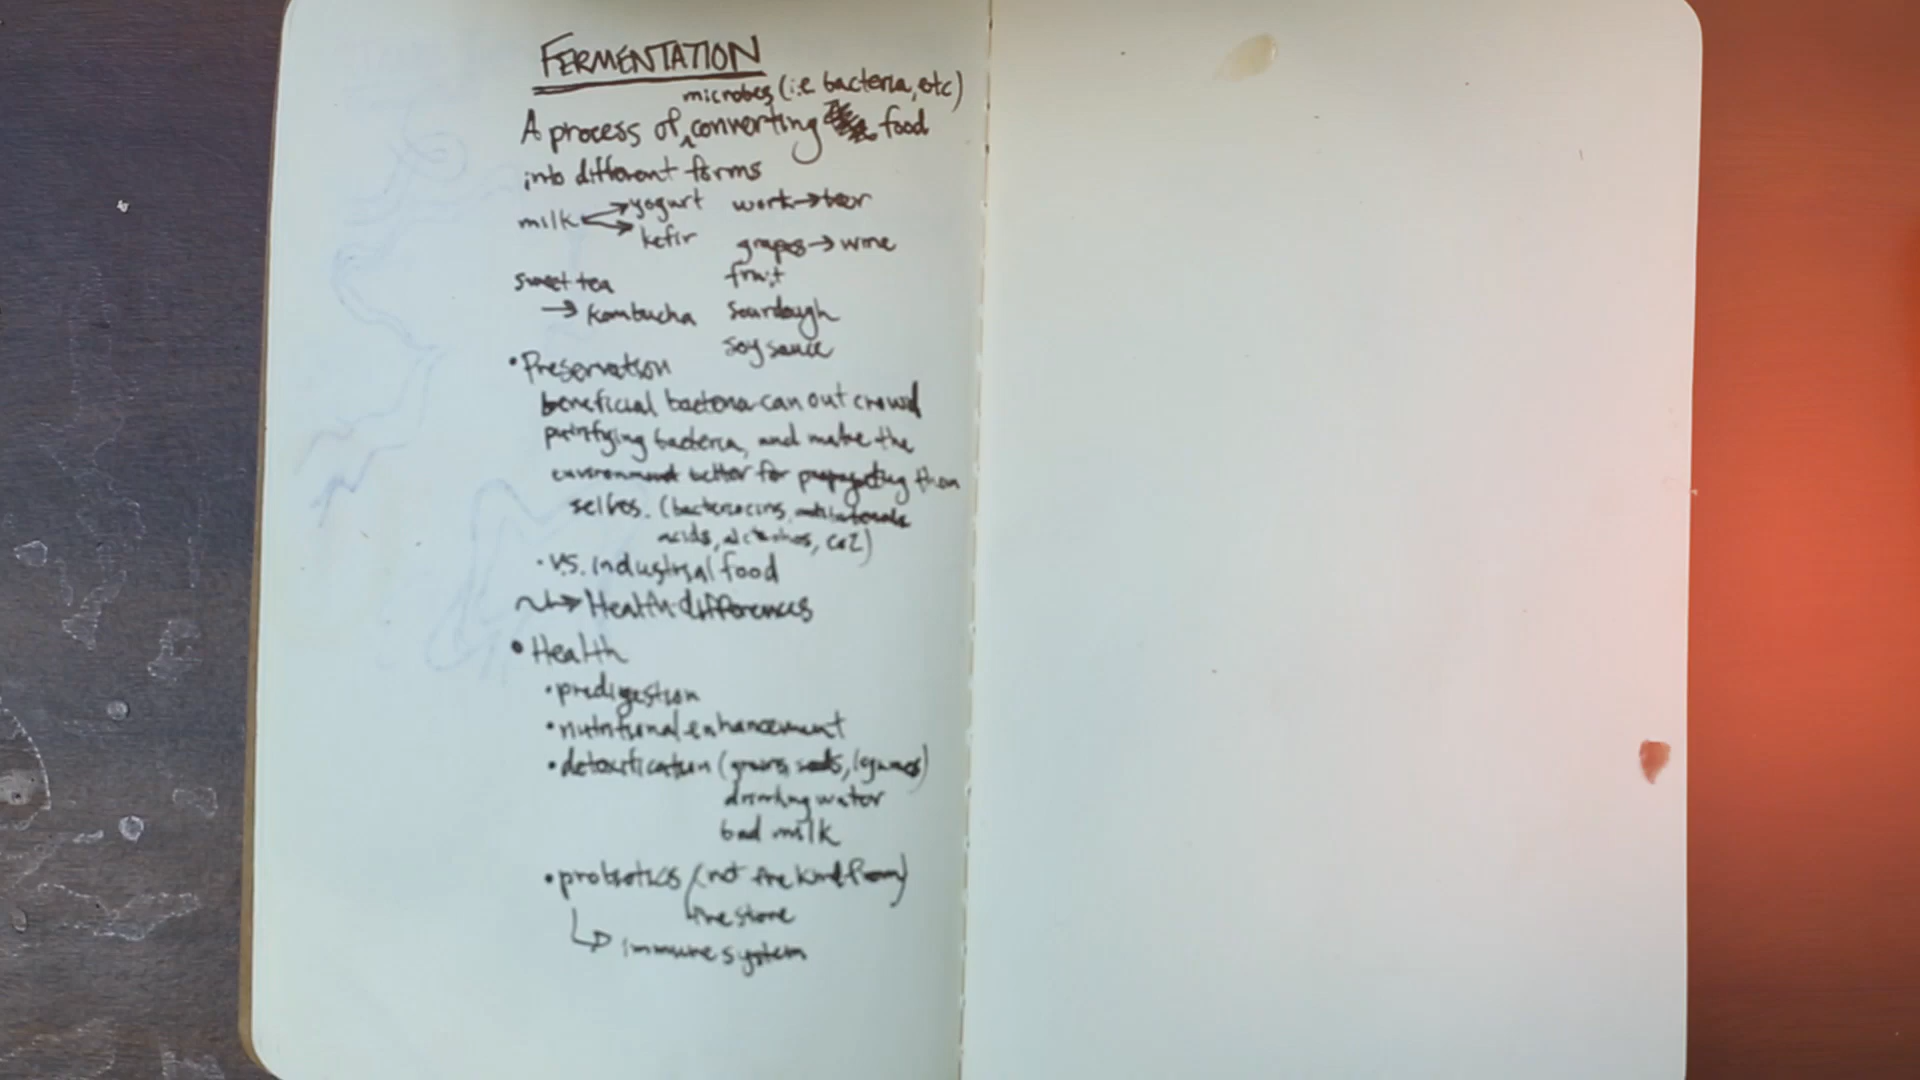 FERMENTATION
microbes (i.e bacteria, etc)
A process of ^ converting food
into different forms
milk → yogurt
→ kefir
wort → beer
grapes → wine
fruit
sweet tea
→ kombucha
sourdough
soy sauce
• Preservation
beneficial bacteria can out crowd
putrifying bacteria, and make the
environment better for propagating them
selves. (bacteriocins,
acids, alcohos, co2)
• V.S. industrial food
→ Health differences
• Health
• predigestion
• nutritional enhancement
• detoxification (grains, seeds, legumes)
drinking water
bad milk
• probiotics (not the kind from)
the store
→ immune system